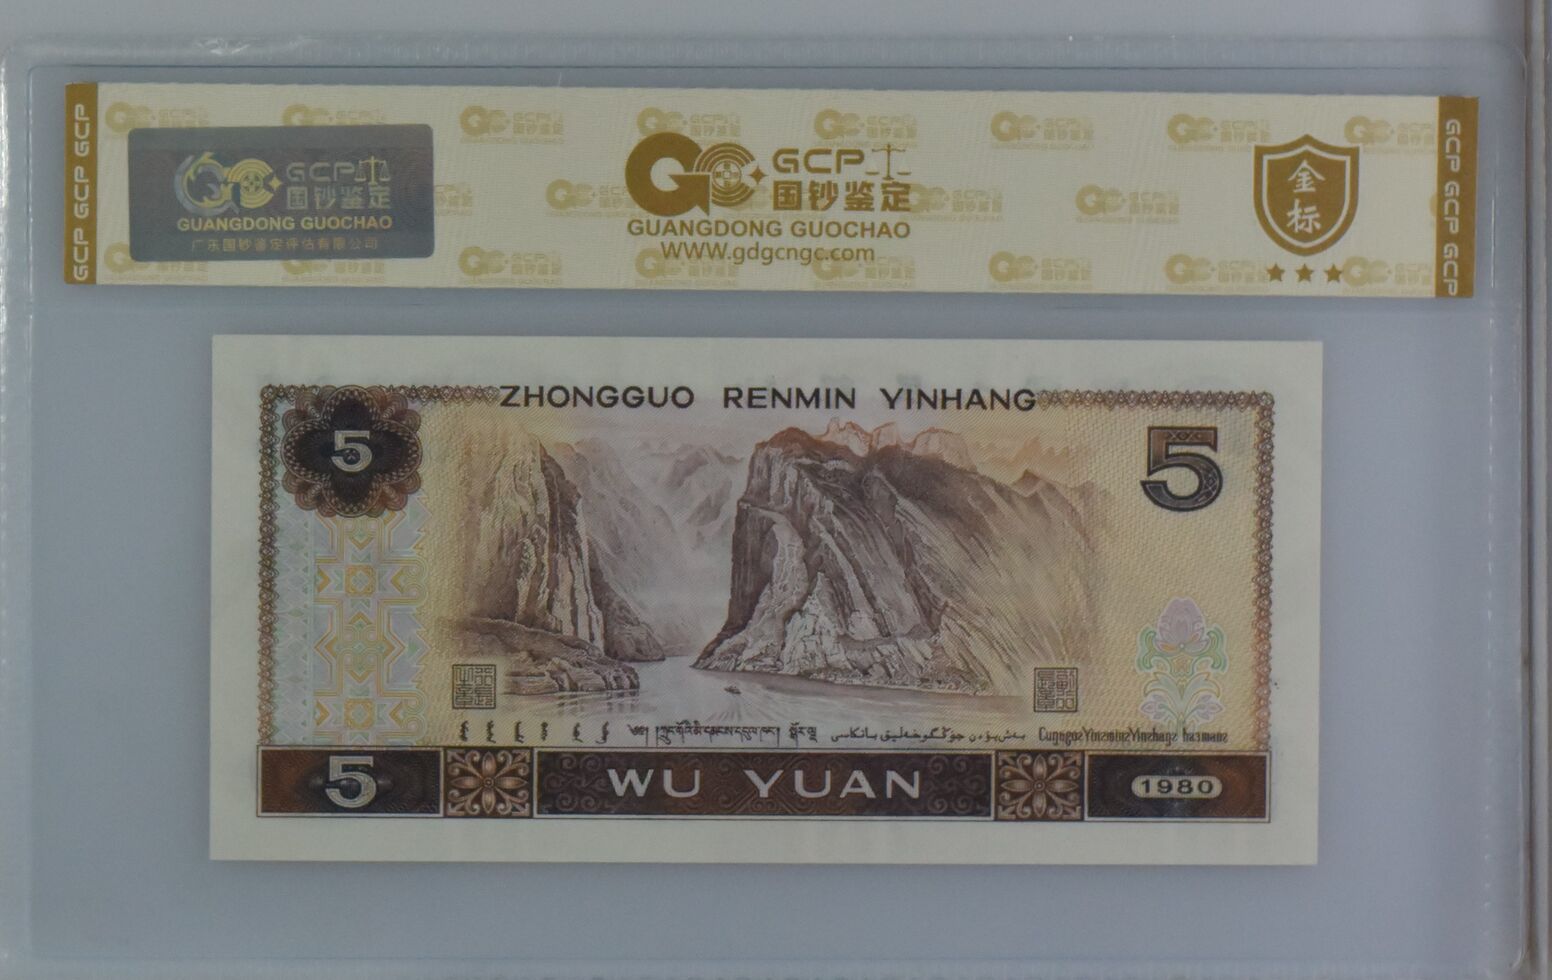 GCP GCP GCP
GCP
国钞鉴定
GUANGDONG GUOCHAO
广东国钞鉴定评估有限公司
GCP
国钞鉴定
GUANGDONG GUOCHAO
WWW.gdgcngc.com
金标
GCP GCP GCP
ZHONGGUO RENMIN YINHANG
5
5
5
WU YUAN
1980